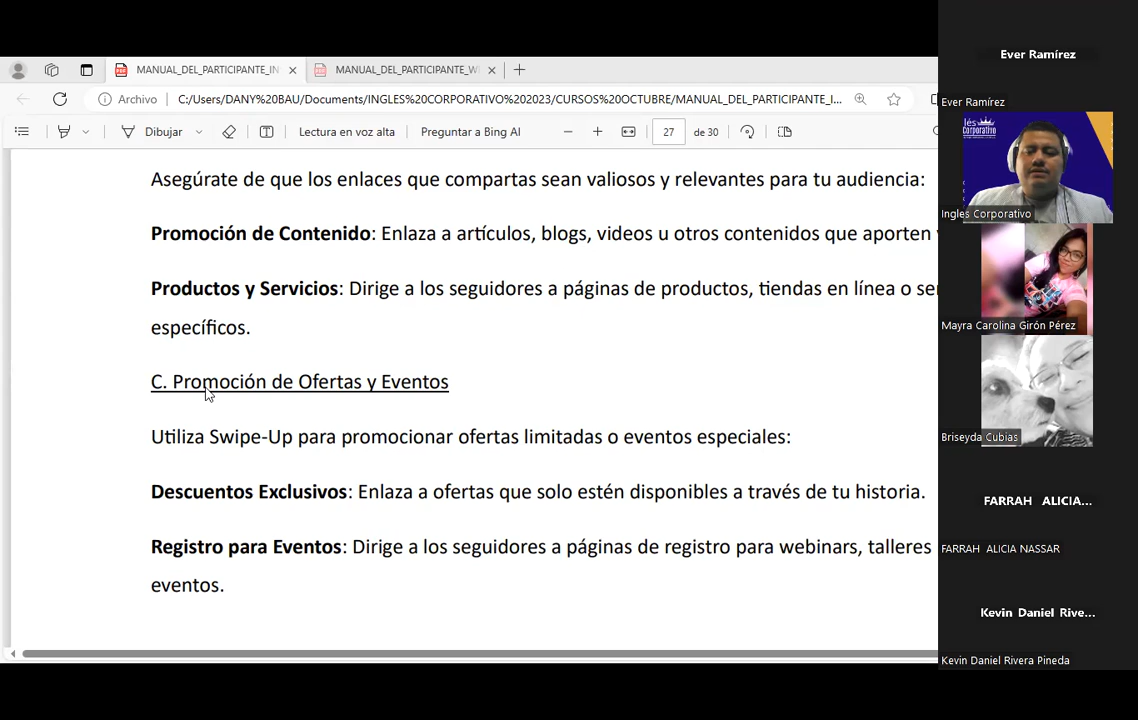 MANUAL_DEL_PARTICIPANTE_IN
MANUAL_DEL_PARTICIPANTE_W
Archivo
C:/Users/DANY%20BAU/Documents/INGLES%20CORPORATIVO%202023/CURSOS%20OCTUBRE/MANUAL_DEL_PARTICIPANTE_I...
Dibujar
Lectura en voz alta
Preguntar a Bing AI
27
de 30
Asegúrate de que los enlaces que compartas sean valiosos y relevantes para tu audiencia:
Promoción de Contenido: Enlaza a artículos, blogs, videos u otros contenidos que aporten
Productos y Servicios: Dirige a los seguidores a páginas de productos, tiendas en línea o
específicos.
C. Promoción de Ofertas y Eventos
Utiliza Swipe-Up para promocionar ofertas limitadas o eventos especiales:
Descuentos Exclusivos: Enlaza a ofertas que solo estén disponibles a través de tu historia.
Registro para Eventos: Dirige a los seguidores a páginas de registro para webinars, talleres
eventos.
Ever Ramírez
Ever Ramírez
lés
Corporativo
Ingles Corporativo
Mayra Carolina Girón Pérez
Briseyda Cubias
FARRAH ALICIA...
FARRAH ALICIA NASSAR
Kevin Daniel Rive...
Kevin Daniel Rivera Pineda